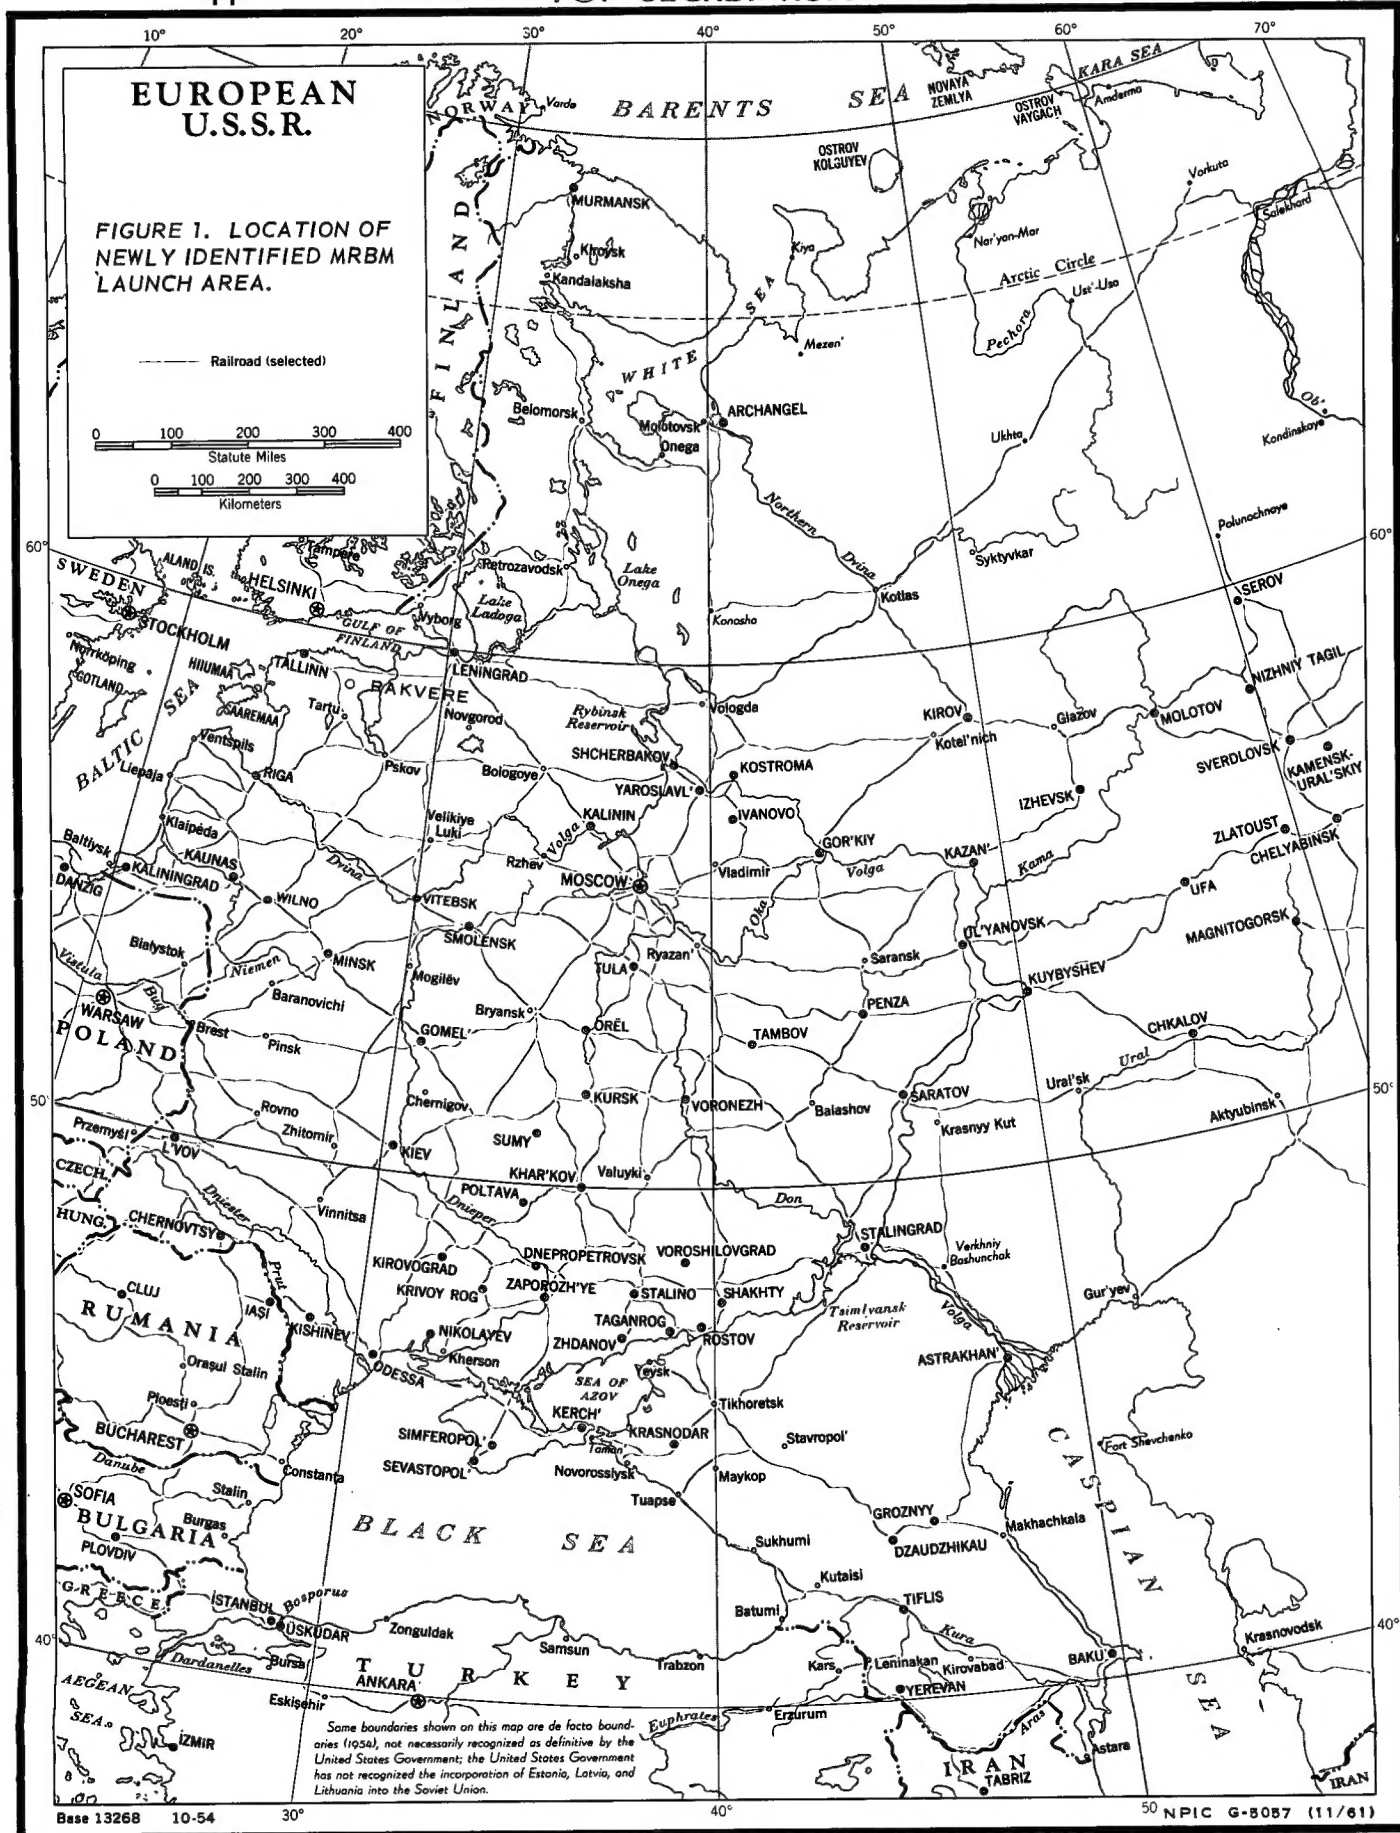 10° 20° 30° 40° 50° 60° 70°
EUROPEAN
U.S.S.R.
FIGURE 1. LOCATION OF
NEWLY IDENTIFIED MRBM
LAUNCH AREA.
Railroad (selected)
0 100 200 300 400
Statute Miles
0 100 200 300 400
Kilometers
NORWAY
Vardo
BARENTS SEA
NOVAYA
ZEMLYA
KARA SEA
OSTROV
VAYGACH
Amderma
OSTROV
KOLGUYEV
Vorkuta
Salekhard
MURMANSK
Kirovsk
Kandalaksha
FINLAND
Kiya
Nar'yan-Mar
Arctic Circle
Ust'-Usa
Pechora
WHITE SEA
Mezen'
Belomorsk
Molotovsk
Onega
ARCHANGEL
Ukhta
Ob'
Kondinskoye
Northern Dvina
Polunochnoye
60°
60°
SWEDEN
ALAND IS.
Tampere
HELSINKI
Petrozavodsk
Lake
Onega
Syktyvkar
Kotlas
SEROV
STOCKHOLM
GULF OF
FINLAND
Vyborg
Lake
Ladoga
Konosha
Norrköping
GOTLAND
HIIUMAA
TALLINN
LENINGRAD
NIZHNIY TAGIL
BALTIC SEA
SAAREMAA
Tartu
BAKVERE
Novgorod
Rybinsk
Reservoir
Vologda
KIROV
Kotel'nich
Glazov
MOLOTOV
Ventspils
Liepāja
RIGA
Pskov
Bologoye
SHCHERBAKOV
YAROSLAVL'
KOSTROMA
SVERDLOVSK
KAMENSK-
URAL'SKIY
Klaipėda
Velikiye
Luki
KALININ
IVANOVO
IZHEVSK
ZLATOUST
CHELYABINSK
Baltiysk
DANZIG
KALININGRAD
KAUNAS
Dvina
Rzhev
Volga
MOSCOW
Vladimir
GOR'KIY
Volga
KAZAN'
Kama
UFA
WILNO
VITEBSK
SMOLENSK
Oka
UL'YANOVSK
MAGNITOGORSK
Vistula
Białystok
Niemen
MINSK
Mogilëv
TULA
Ryazan'
Saransk
KUYBYSHEV
WARSAW
Bug
Baranovichi
Bryansk
PENZA
POLAND
Brest
Pinsk
GOMEL'
ORËL
TAMBOV
CHKALOV
Ural
50°
50°
Rovno
Chernigov
KURSK
VORONEZH
Balashov
SARATOV
Ural'sk
Aktyubinsk
Przemyśl
L'VOV
Zhitomir
KIEV
SUMY
Krasnyy Kut
CZECH.
KHAR'KOV
Valuyki
HUNG.
Dniester
CHERNOVTSY
Vinnitsa
POLTAVA
Dnieper
Don
STALINGRAD
Verkhniy
Baskunchak
KIROVOGRAD
DNEPROPETROVSK
VOROSHILOVGRAD
CLUJ
Prut
KRIVOY ROG
ZAPOROZH'YE
STALINO
SHAKHTY
Tsimlyansk
Reservoir
Volga
Gur'yev
RUMANIA
IAȘI
KISHINEV
NIKOLAYEV
Kherson
TAGANROG
ZHDANOV
ROSTOV
ASTRAKHAN'
Oraşul Stalin
ODESSA
SEA OF
AZOV
Yeysk
Ploesti
BUCHAREST
KERCH'
Taman'
KRASNODAR
Tikhoretsk
Stavropol'
SIMFEROPOL'
SEVASTOPOL'
Novorossiysk
Maykop
Fort Shevchenko
Danube
Constanta
Tuapse
SOFIA
Stalin
BULGARIA
Burgas
PLOVDIV
BLACK SEA
Sukhumi
GROZNYY
DZAUDZHIKAU
Makhachkala
CASPIAN SEA
GREECE
İSTANBUL
Bosporus
ÜSKÜDAR
Zonguldak
Samsun
Batumi
Kutaisi
TIFLIS
Kura
40°
40°
Dardanelles
Bursa
TURKEY
ANKARA
Trabzon
Kars
Leninakan
Kirovabad
YEREVAN
BAKU
Krasnovodsk
AEGEAN
SEA
Eskişehir
Euphrates
Erzurum
Aras
Astara
İZMİR
IRAN
TABRIZ
IRAN
Some boundaries shown on this map are de facto bound-
aries (1954), not necessarily recognized as definitive by the
United States Government; the United States Government
has not recognized the incorporation of Estonia, Latvia, and
Lithuania into the Soviet Union.
Base 13268 10-54 30° 40° 50 NPIC G-5057 (11/61)